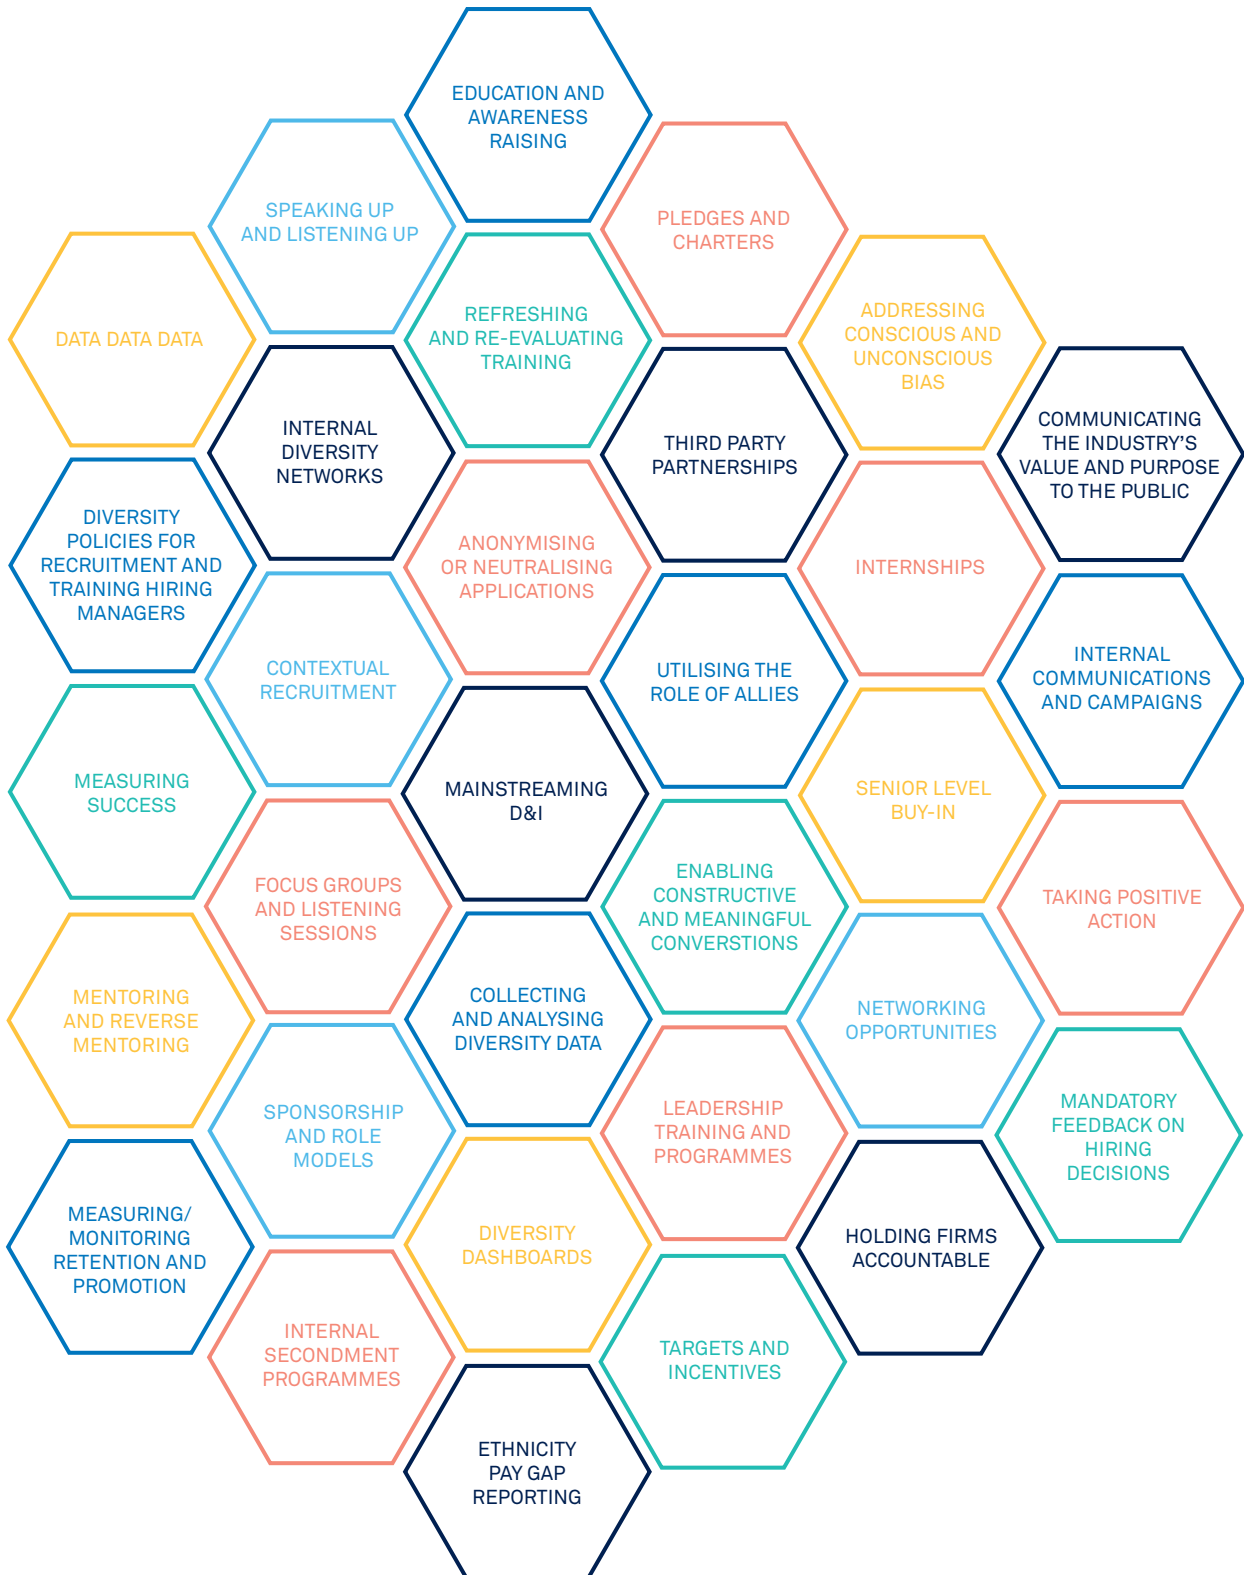 EDUCATION AND
AWARENESS
RAISING
SPEAKING UP
AND LISTENING UP
PLEDGES AND
CHARTERS
DATA DATA DATA
REFRESHING
AND RE-EVALUATING
TRAINING
ADDRESSING
CONSCIOUS AND
UNCONSCIOUS
BIAS
INTERNAL
DIVERSITY
NETWORKS
THIRD PARTY
PARTNERSHIPS
COMMUNICATING
THE INDUSTRY’S
VALUE AND PURPOSE
TO THE PUBLIC
DIVERSITY
POLICIES FOR
RECRUITMENT AND
TRAINING HIRING
MANAGERS
ANONYMISING
OR NEUTRALISING
APPLICATIONS
INTERNSHIPS
CONTEXTUAL
RECRUITMENT
UTILISING THE
ROLE OF ALLIES
INTERNAL
COMMUNICATIONS
AND CAMPAIGNS
MEASURING
SUCCESS
MAINSTREAMING
D&I
SENIOR LEVEL
BUY-IN
FOCUS GROUPS
AND LISTENING
SESSIONS
ENABLING
CONSTRUCTIVE
AND MEANINGFUL
CONVERSTIONS
TAKING POSITIVE
ACTION
MENTORING
AND REVERSE
MENTORING
COLLECTING
AND ANALYSING
DIVERSITY DATA
NETWORKING
OPPORTUNITIES
SPONSORSHIP
AND ROLE
MODELS
LEADERSHIP
TRAINING AND
PROGRAMMES
MANDATORY
FEEDBACK ON
HIRING
DECISIONS
MEASURING/
MONITORING
RETENTION AND
PROMOTION
DIVERSITY
DASHBOARDS
HOLDING FIRMS
ACCOUNTABLE
INTERNAL
SECONDMENT
PROGRAMMES
TARGETS AND
INCENTIVES
ETHNICITY
PAY GAP
REPORTING